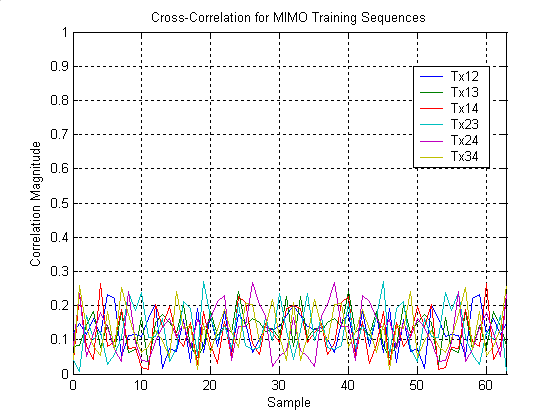 Cross-Correlation for MIMO Training Sequences
1
0.9
0.8
0.7
0.6
0.5
0.4
0.3
0.2
0.1
0
Correlation Magnitude
Tx12
Tx13
Tx14
Tx23
Tx24
Tx34
0 10 20 30 40 50 60
Sample